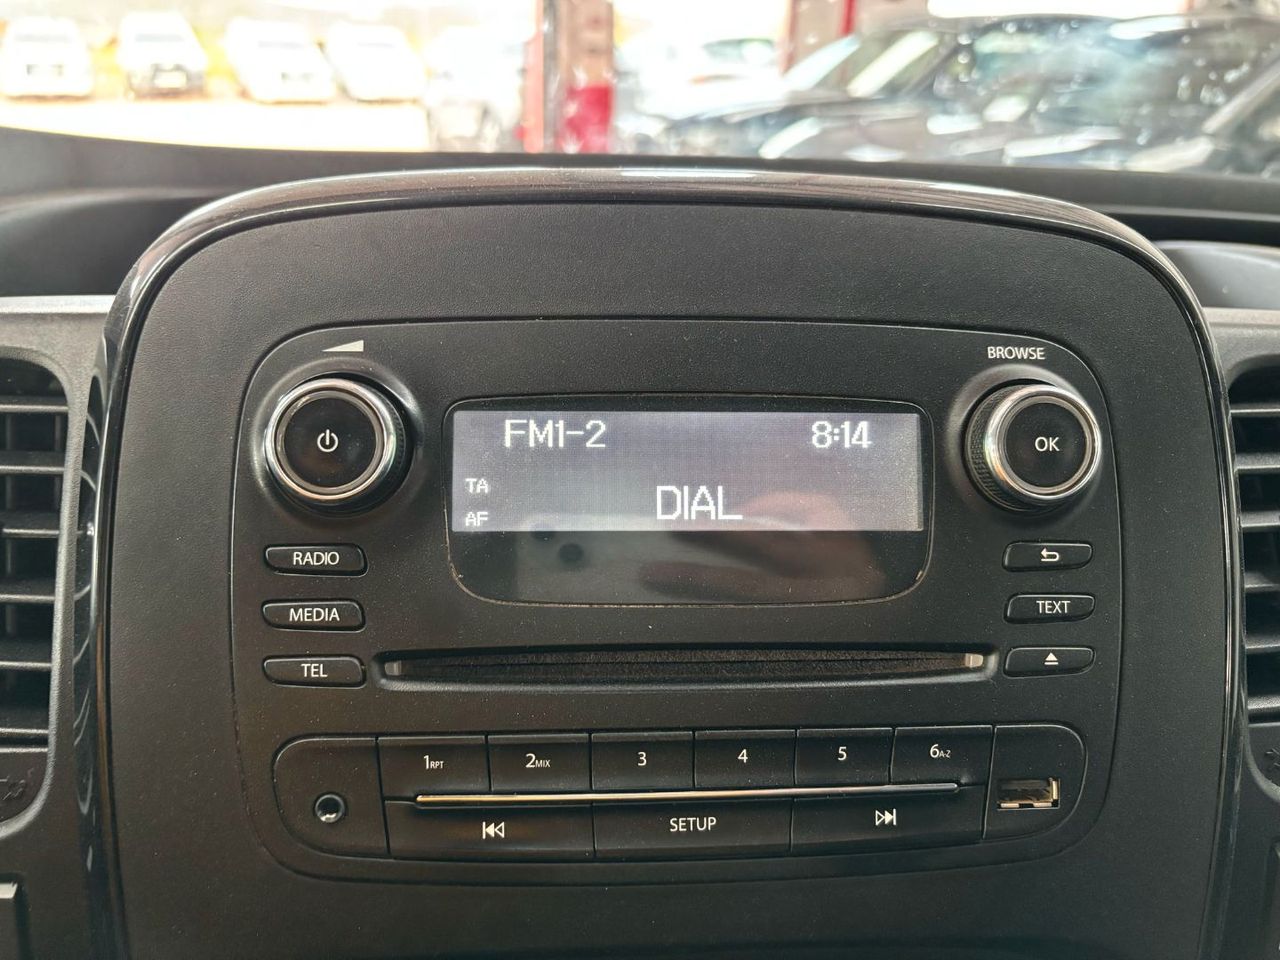 BROWSE
FM1-2 8:14
OK
TA
DIAL
AF
RADIO
MEDIA
TEXT
TEL
1RPT 2MIX 3 4 5 6A-Z
SETUP